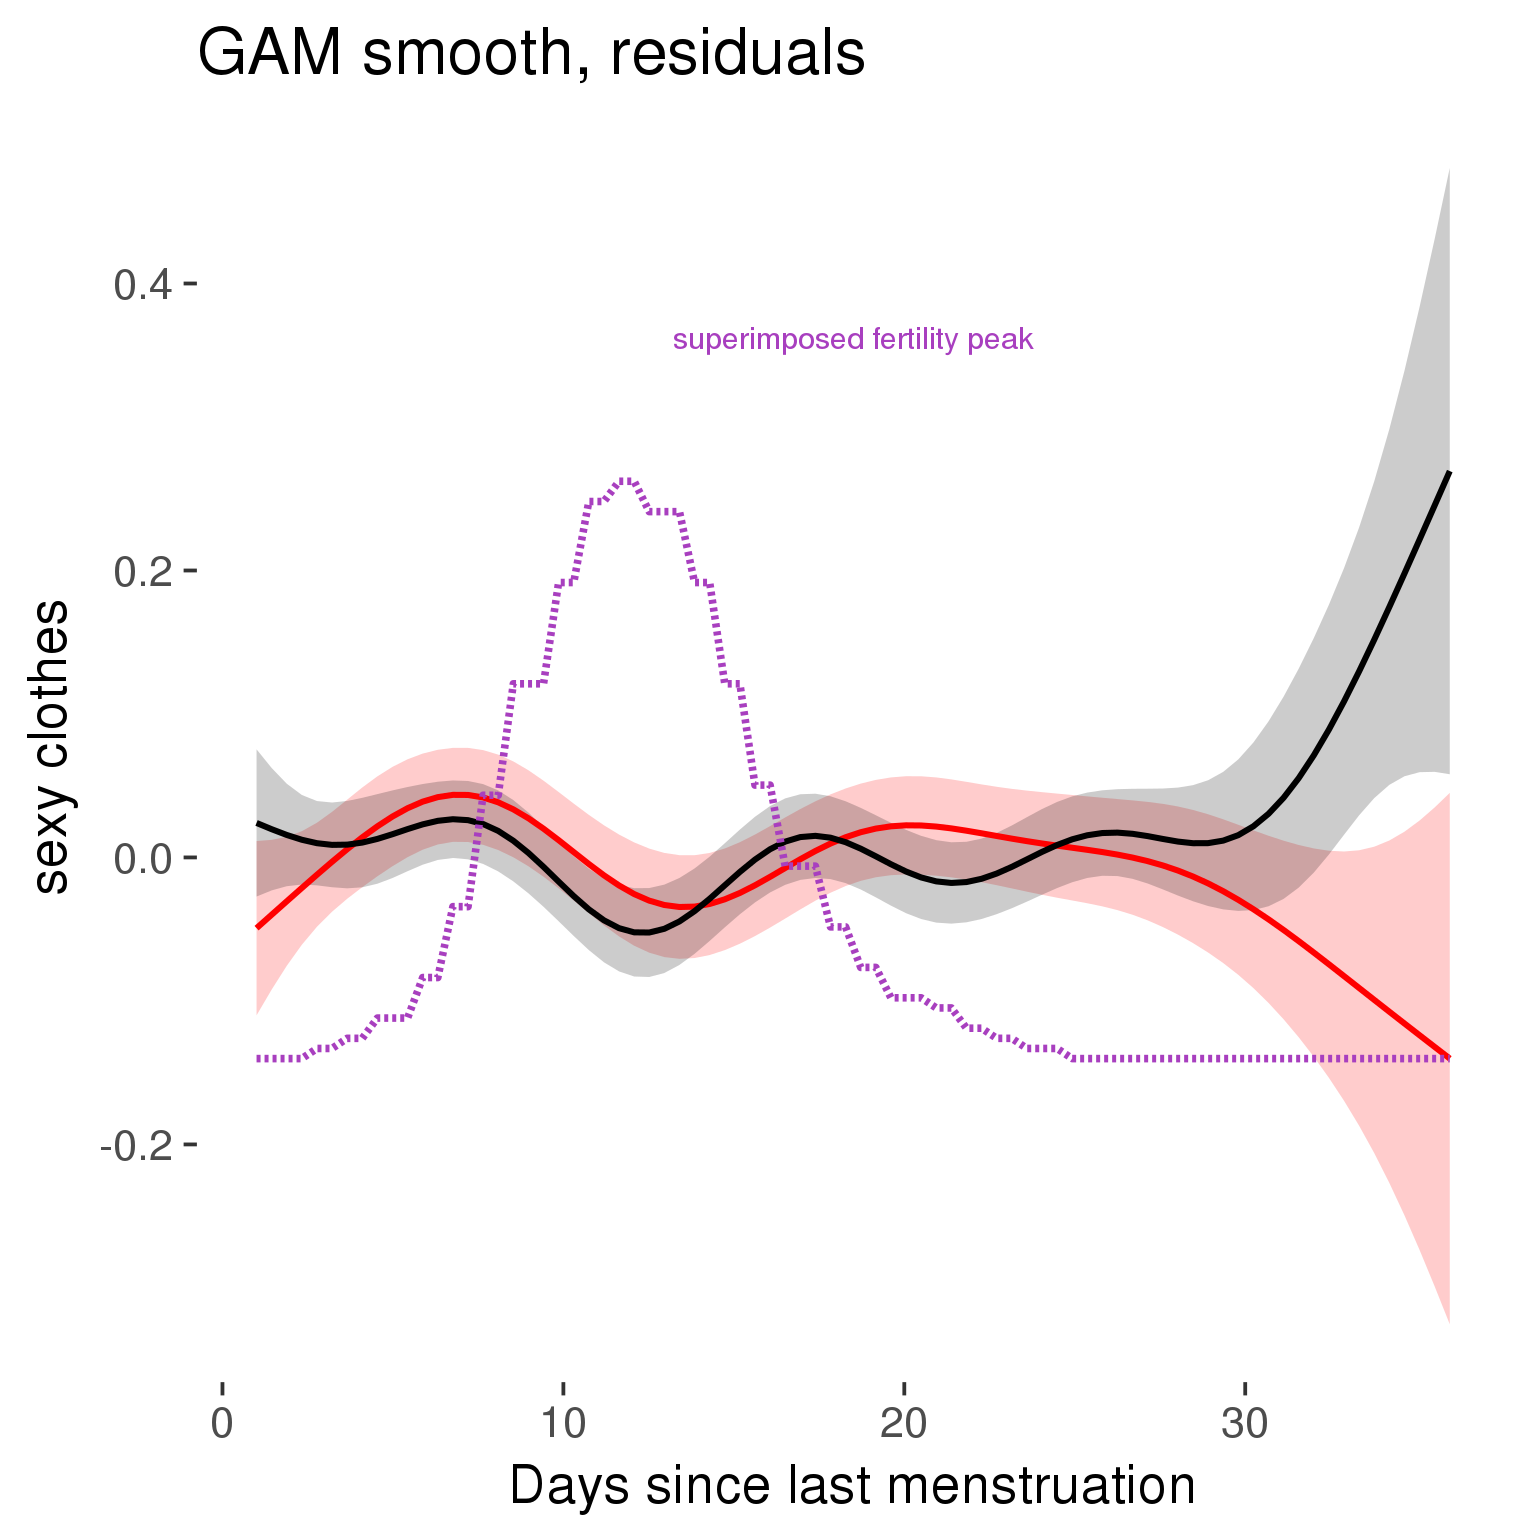 GAM smooth, residuals
superimposed fertility peak
sexy clothes
0.4
0.2
0.0
-0.2
0
10
20
30
Days since last menstruation